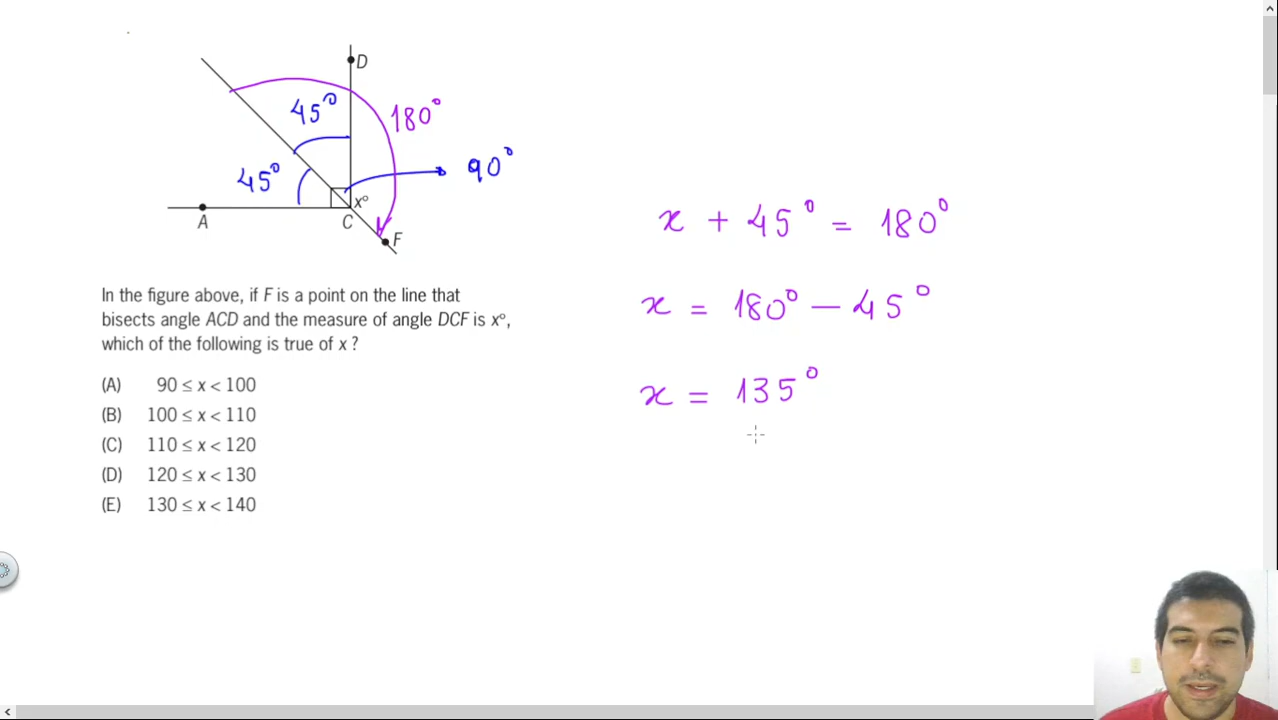 D
45°
180°
45°
90°
x°
A
C
F
In the figure above, if F is a point on the line that
bisects angle ACD and the measure of angle DCF is x°,
which of the following is true of x ?
(A) 90 ≤ x < 100
(B) 100 ≤ x < 110
(C) 110 ≤ x < 120
(D) 120 ≤ x < 130
(E) 130 ≤ x < 140
x + 45° = 180°
x = 180° - 45°
x = 135°